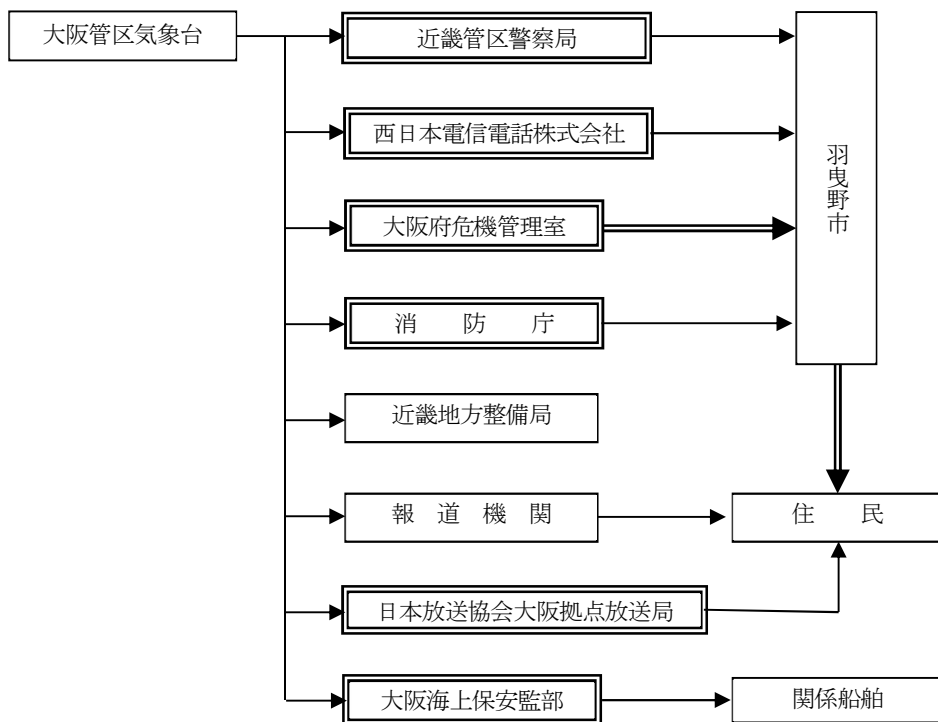 大阪管区気象台
近畿管区警察局
西日本電信電話株式会社
大阪府危機管理室
消防庁
近畿地方整備局
報道機関
日本放送協会大阪拠点放送局
大阪海上保安監部
羽曳野市
住民
関係船舶